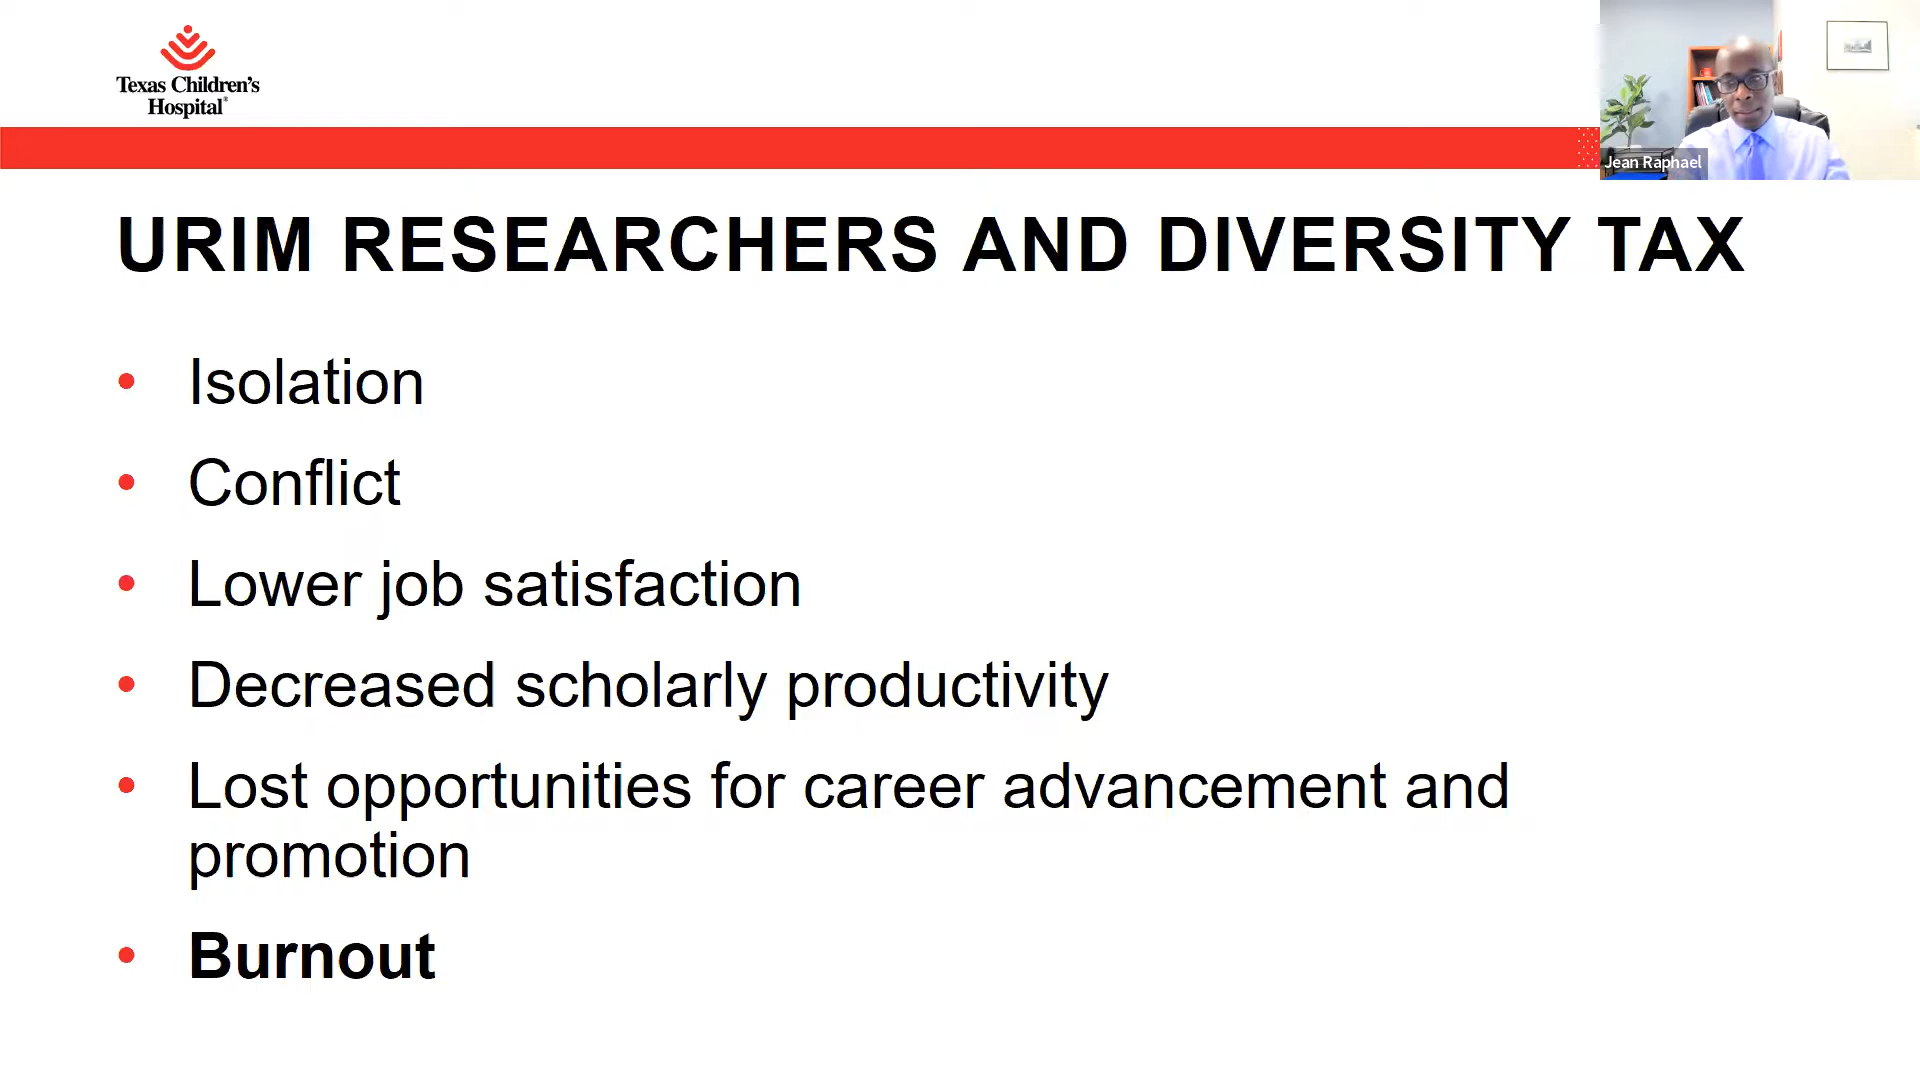 Texas Children's
Hospital®
Jean Raphael
URIM RESEARCHERS AND DIVERSITY TAX
• Isolation
• Conflict
• Lower job satisfaction
• Decreased scholarly productivity
• Lost opportunities for career advancement and
promotion
• Burnout